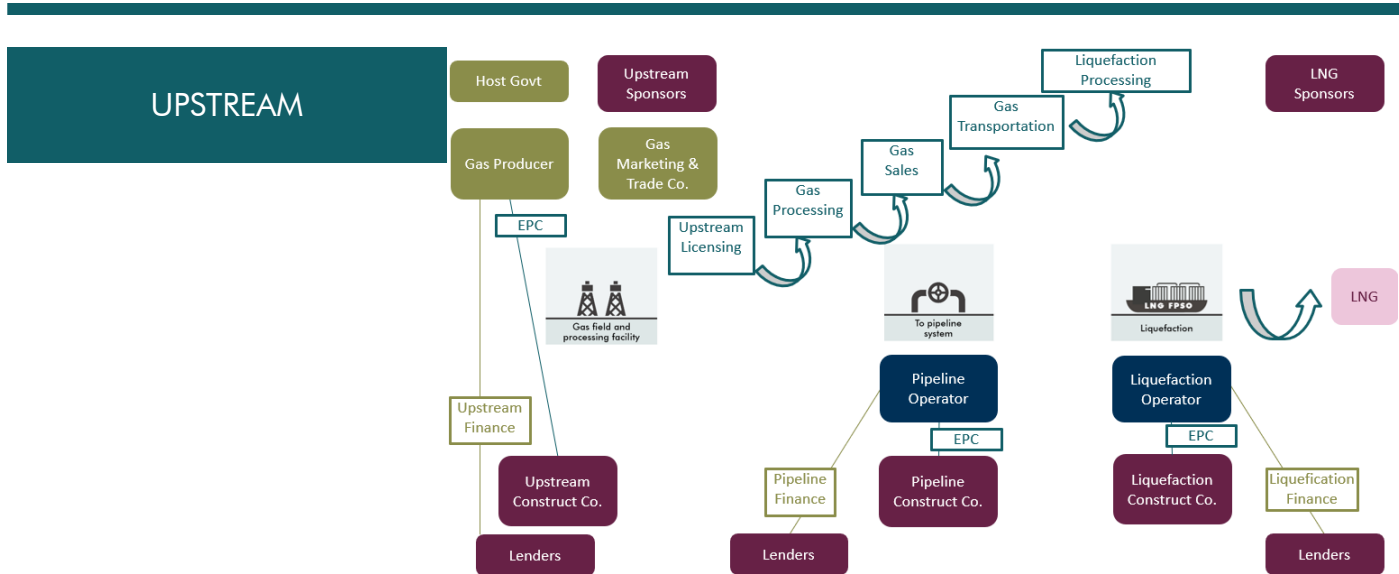 UPSTREAM
Host Govt
Upstream
Sponsors
Liquefaction
Processing
LNG
Sponsors
Gas Producer
Gas
Marketing &
Trade Co.
Gas
Transportation
Gas
Sales
Gas
Processing
Upstream
Licensing
EPC
Gas field and
processing facility
To pipeline
system
LNG FPSO
Liquefaction
LNG
Pipeline
Operator
Liquefaction
Operator
Upstream
Finance
EPC
EPC
Upstream
Construct Co.
Pipeline
Finance
Pipeline
Construct Co.
Liquefaction
Construct Co.
Liquefication
Finance
Lenders
Lenders
Lenders